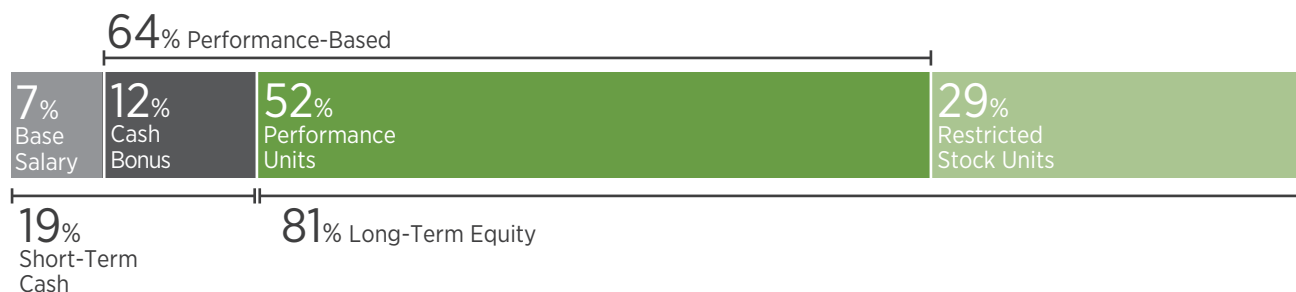 64% Performance-Based
7%
Base
Salary
12%
Cash
Bonus
52%
Performance
Units
29%
Restricted
Stock Units
19%
Short-Term
Cash
81% Long-Term Equity